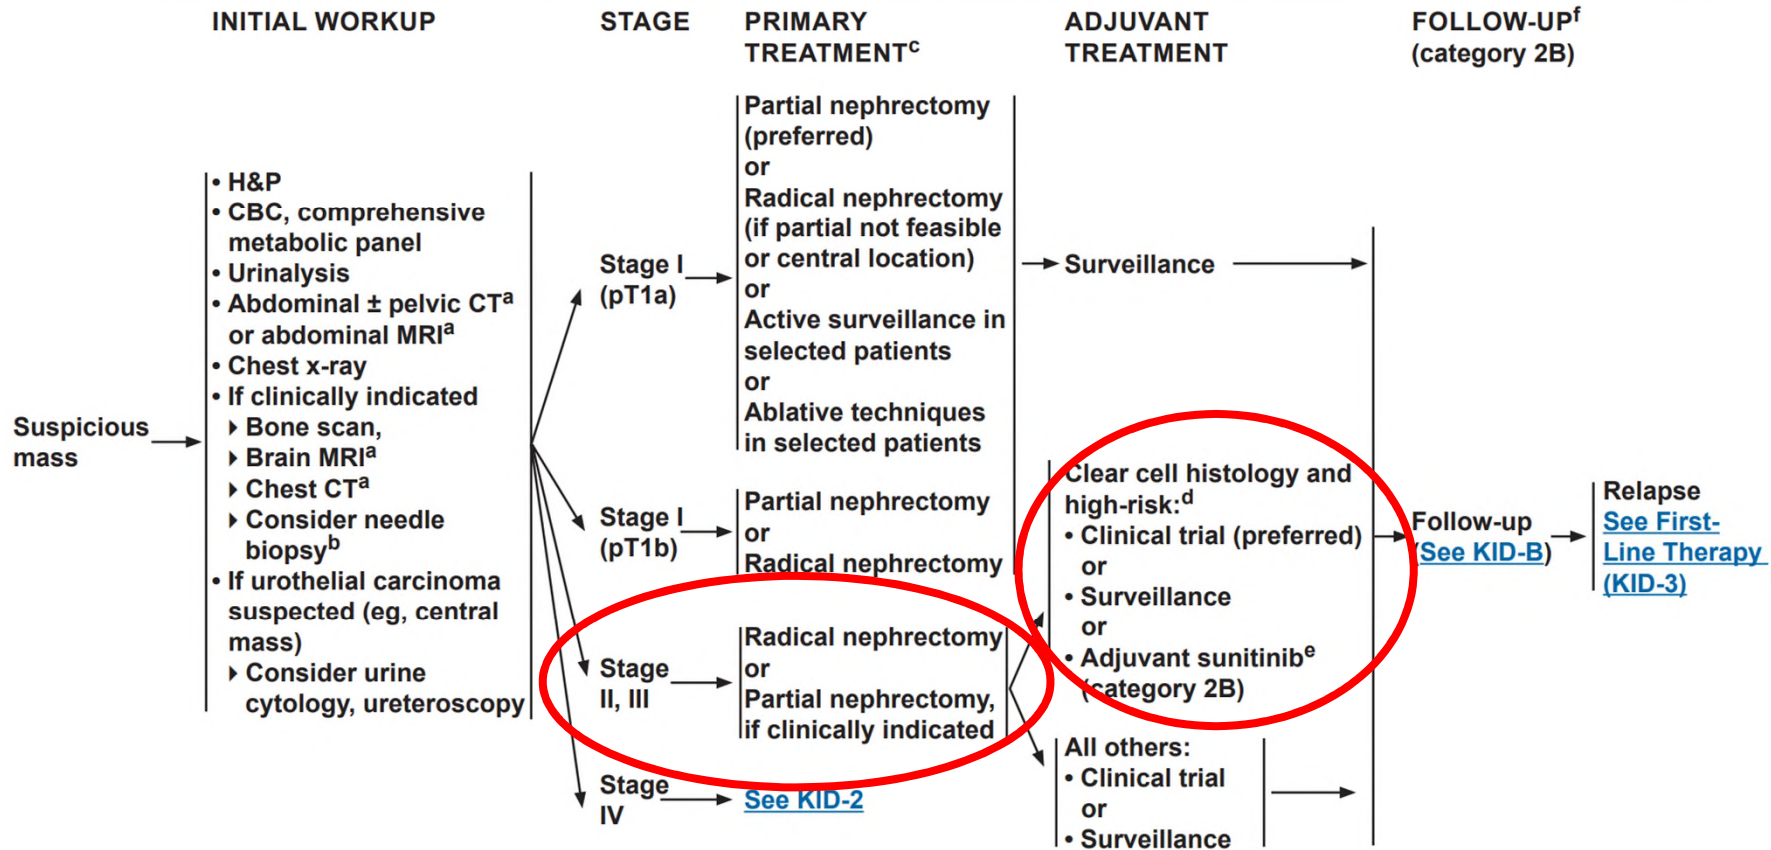 INITIAL WORKUP
STAGE
PRIMARY
TREATMENTc
ADJUVANT
TREATMENT
FOLLOW-UPf
(category 2B)
Suspicious
mass
• H&P
• CBC, comprehensive
metabolic panel
• Urinalysis
• Abdominal ± pelvic CTa
or abdominal MRIa
• Chest x-ray
• If clinically indicated
Bone scan,
Brain MRIa
Chest CTa
Consider needle
biopsyb
• If urothelial carcinoma
suspected (eg, central
mass)
Consider urine
cytology, ureteroscopy
Stage I
(pT1a)
Partial nephrectomy
(preferred)
or
Radical nephrectomy
(if partial not feasible
or central location)
or
Active surveillance in
selected patients
or
Ablative techniques
in selected patients
Surveillance
Stage I
(pT1b)
Partial nephrectomy
or
Radical nephrectomy
Stage
II, III
Radical nephrectomy
or
Partial nephrectomy,
if clinically indicated
Clear cell histology and
high-risk:d
• Clinical trial (preferred)
or
• Surveillance
or
• Adjuvant sunitinibe
(category 2B)
All others:
• Clinical trial
or
• Surveillance
Stage
IV
See KID-2
Follow-up
(See KID-B)
Relapse
See First-
Line Therapy
(KID-3)